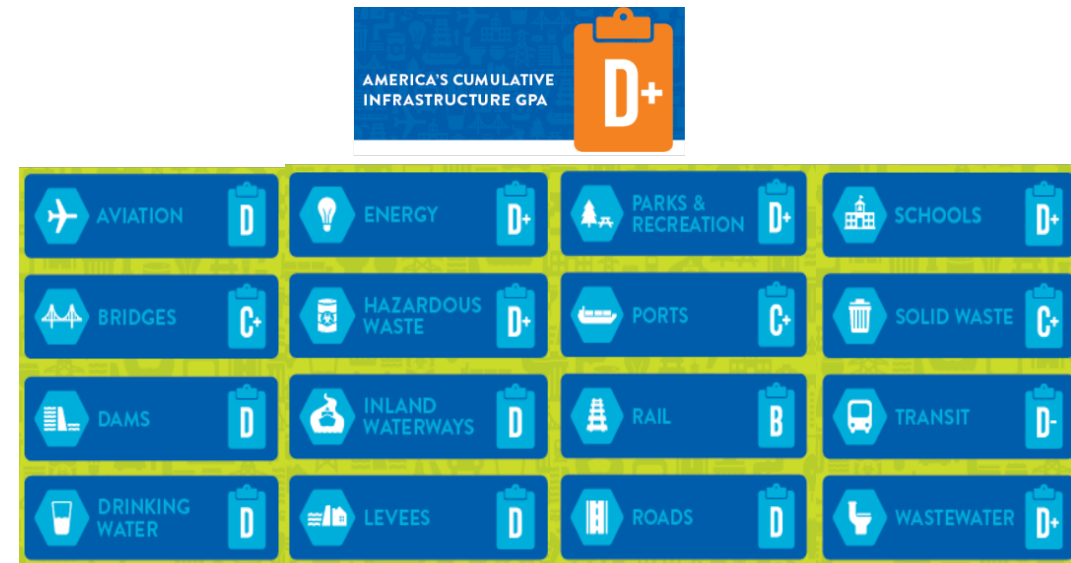 AMERICA'S CUMULATIVE
INFRASTRUCTURE GPA
D+
AVIATION D
ENERGY D+
PARKS &
RECREATION D+
SCHOOLS D+
BRIDGES C+
HAZARDOUS
WASTE D+
PORTS C+
SOLID WASTE C+
DAMS D
INLAND
WATERWAYS D
RAIL B
TRANSIT D-
DRINKING
WATER D
LEVEES D
ROADS D
WASTEWATER D+